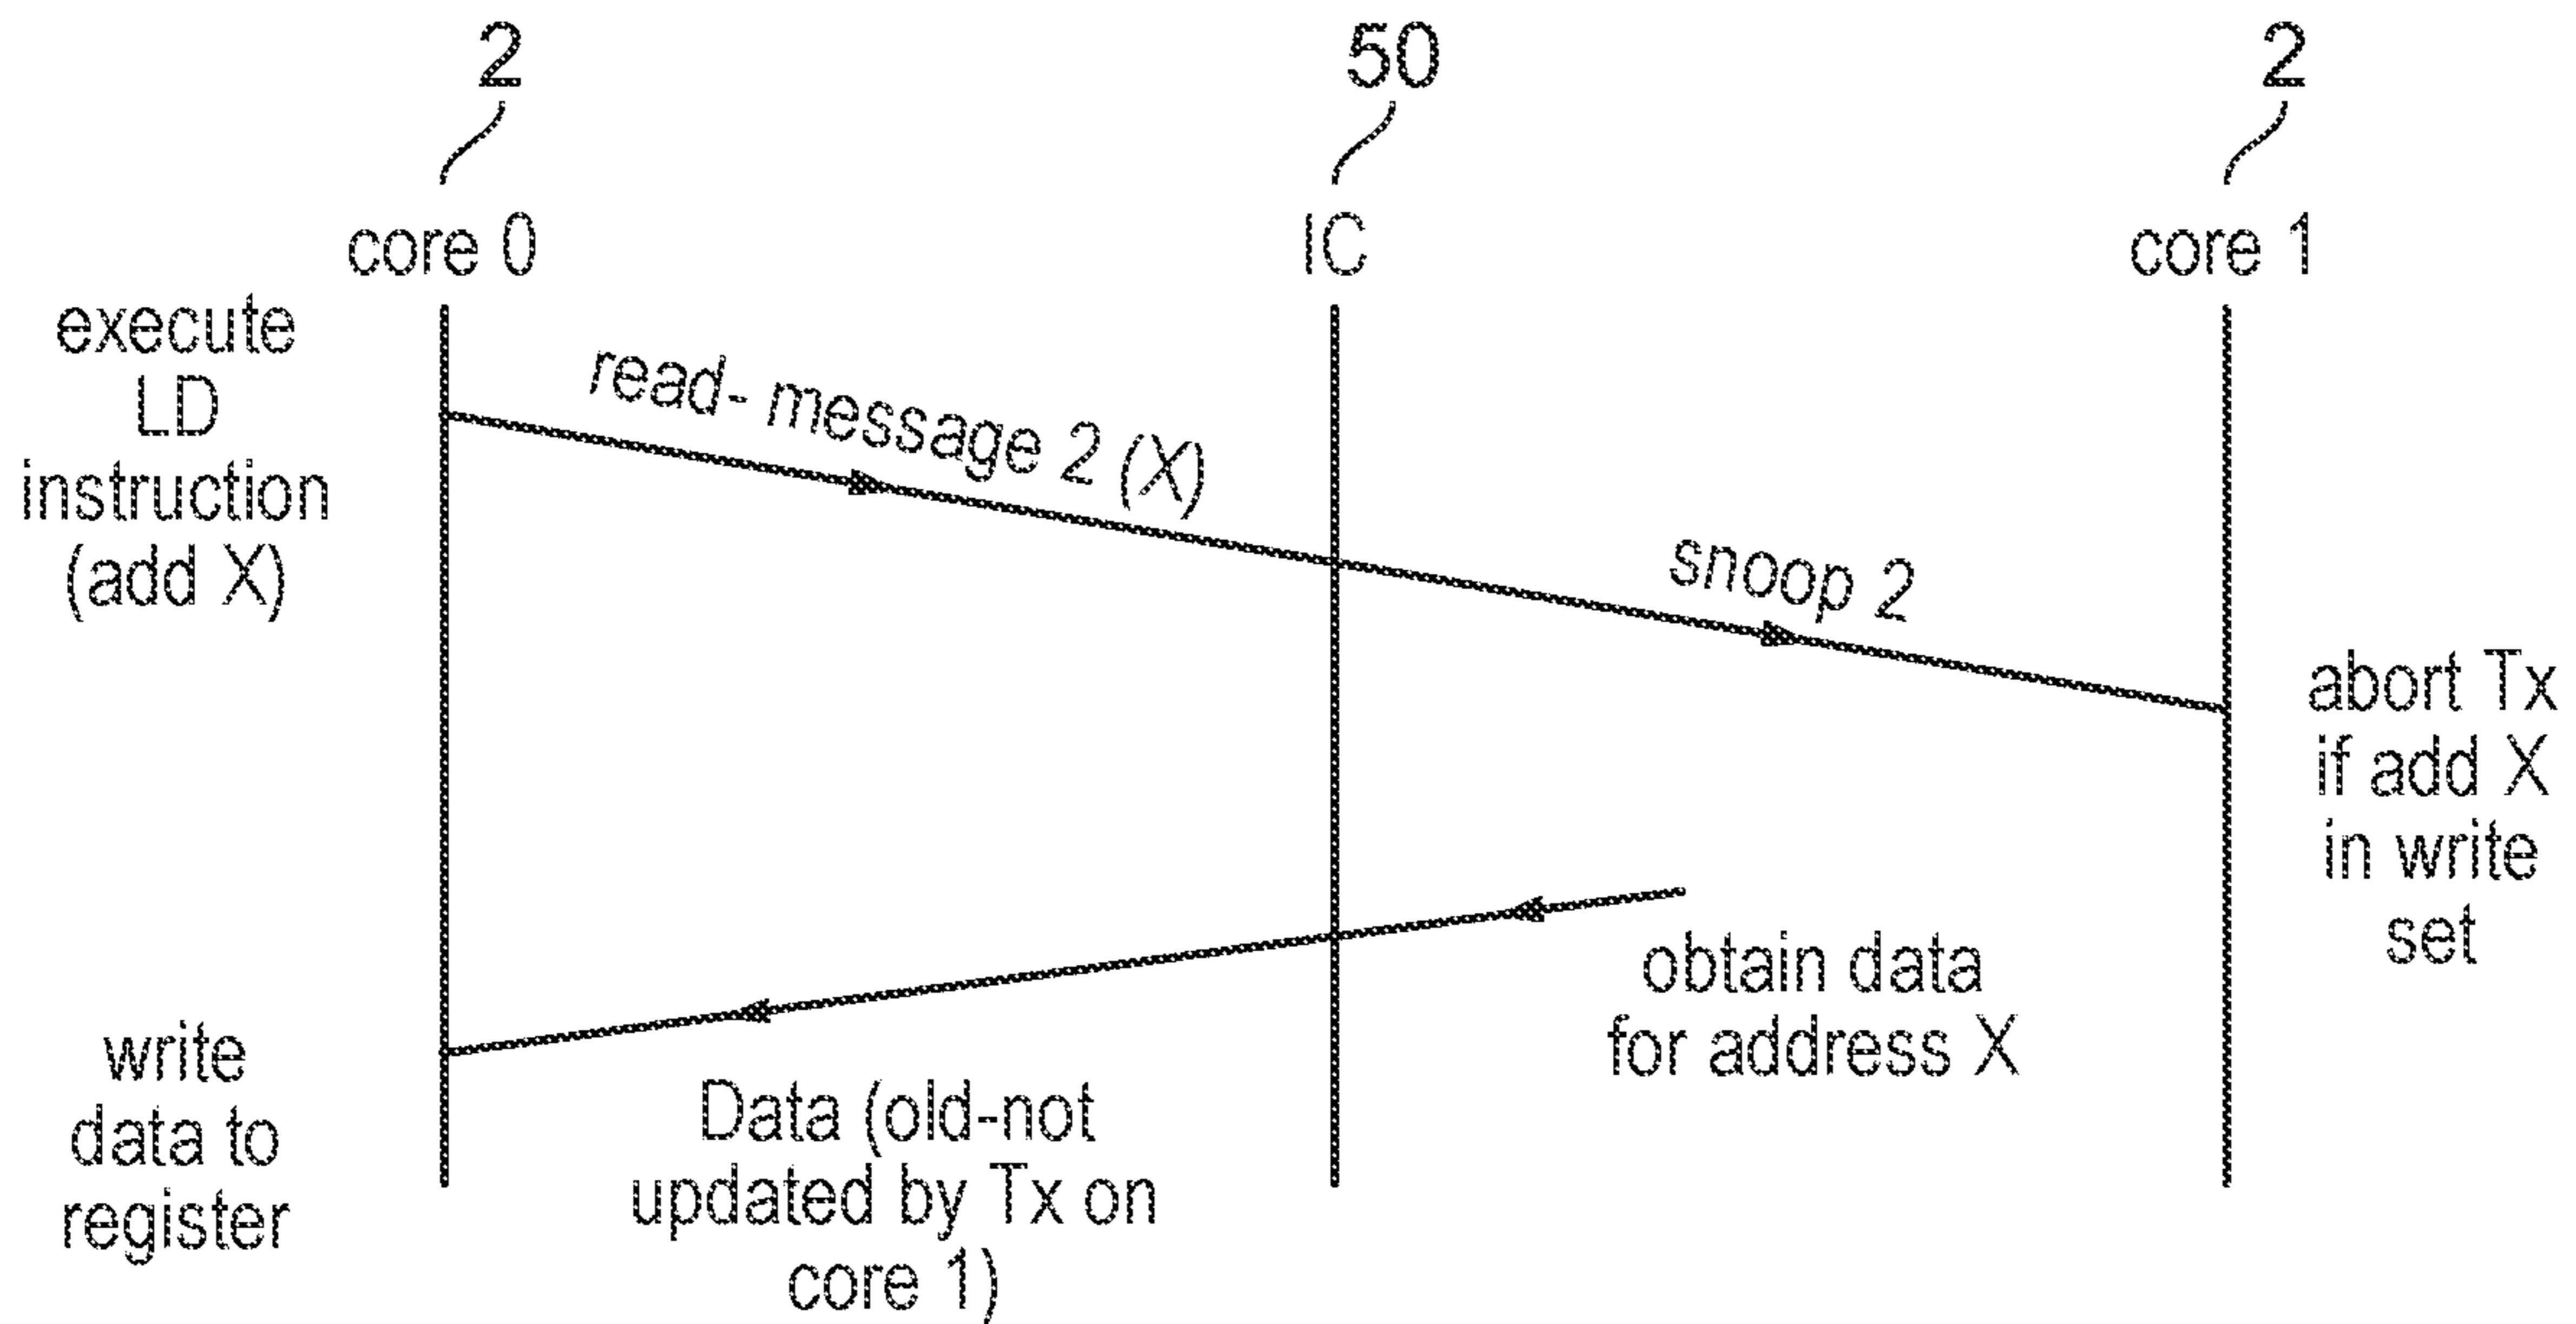 2
50
2
core 0
IC
core 1
execute
LD
instruction
(add X)
read- message 2 (X)
snoop 2
abort Tx
if add X
in write
set
obtain data
for address X
write
data to
register
Data (old-not
updated by Tx on
core 1)